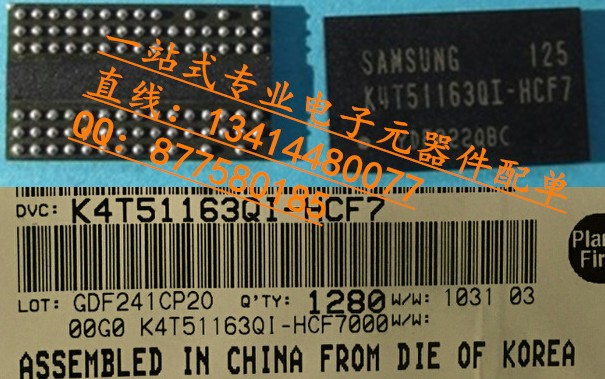 SAMSUNG 125
K4T51163QI-HCF7
一站式专业电子元器件配单
直线：13414480077
QQ：877580185
DVC: K4T51163QI-HCF7
LOT: GDF241CP20 Q'TY: 1280 W/W: 1031 03
00G0 K4T51163QI-HCF7000 W/W:
ASSEMBLED IN CHINA FROM DIE OF KOREA